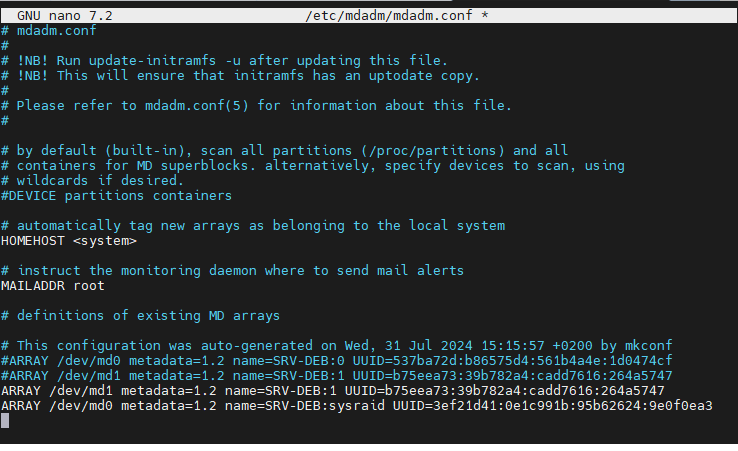 GNU nano 7.2 /etc/mdadm/mdadm.conf *
# mdadm.conf
#
# !NB! Run update-initramfs -u after updating this file.
# !NB! This will ensure that initramfs has an uptodate copy.
#
# Please refer to mdadm.conf(5) for information about this file.
#
# by default (built-in), scan all partitions (/proc/partitions) and all
# containers for MD superblocks. alternatively, specify devices to scan, using
# wildcards if desired.
#DEVICE partitions containers
# automatically tag new arrays as belonging to the local system
HOMEHOST <system>
# instruct the monitoring daemon where to send mail alerts
MAILADDR root
# definitions of existing MD arrays
# This configuration was auto-generated on Wed, 31 Jul 2024 15:15:57 +0200 by mkconf
#ARRAY /dev/md0 metadata=1.2 name=SRV-DEB:0 UUID=537ba72d:b86575d4:561b4a4e:1d0474cf
#ARRAY /dev/md1 metadata=1.2 name=SRV-DEB:1 UUID=b75eea73:39b782a4:cadd7616:264a5747
ARRAY /dev/md1 metadata=1.2 name=SRV-DEB:1 UUID=b75eea73:39b782a4:cadd7616:264a5747
ARRAY /dev/md0 metadata=1.2 name=SRV-DEB:sysraid UUID=3ef21d41:0e1c991b:95b62624:9e0f0ea3